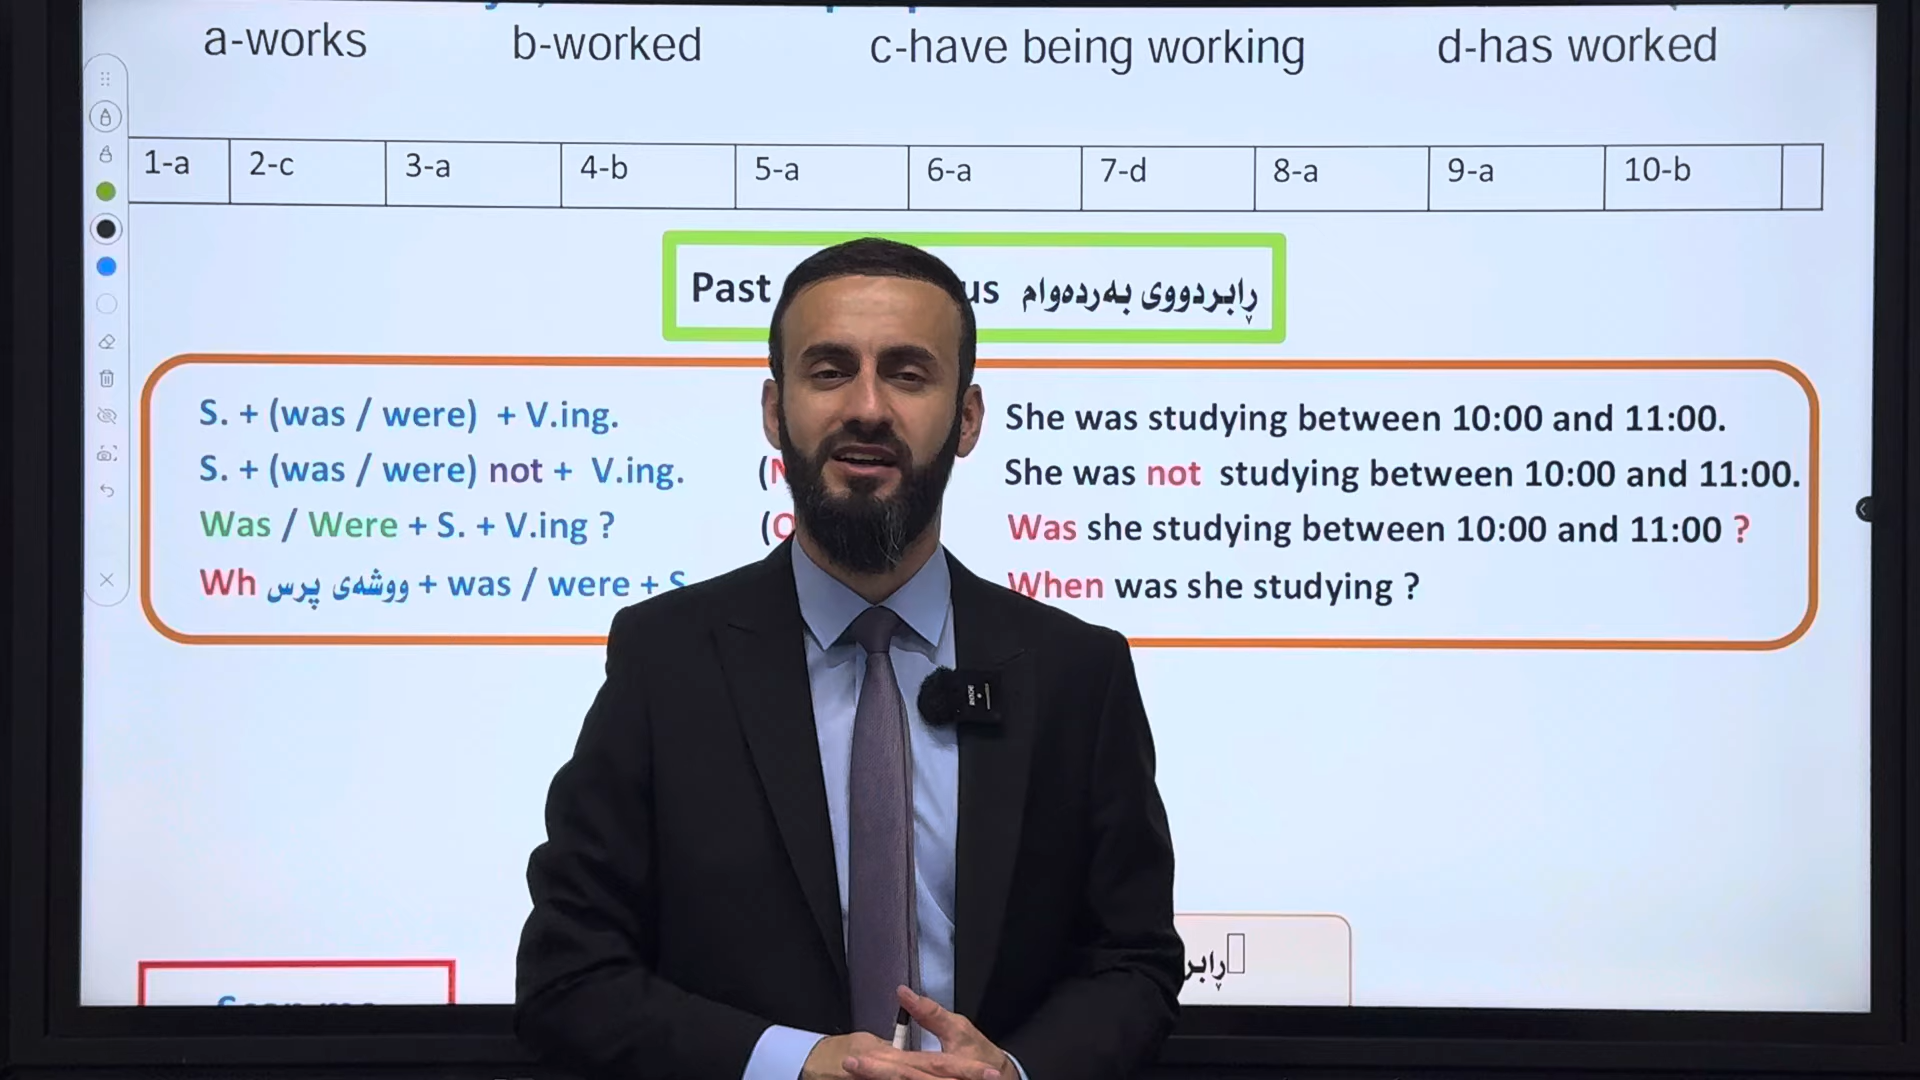 a-works b-worked c-have being working d-has worked
1-a 2-c 3-a 4-b 5-a 6-a 7-d 8-a 9-a 10-b
Past us ڕابردووی بەردەوام
S. + (was / were) + V.ing. She was studying between 10:00 and 11:00.
S. + (was / were) not + V.ing. (N She was not studying between 10:00 and 11:00.
Was / Were + S. + V.ing ? (Q Was she studying between 10:00 and 11:00 ?
Wh ووشەی پرس + was / were + S When was she studying ?
ڕابر